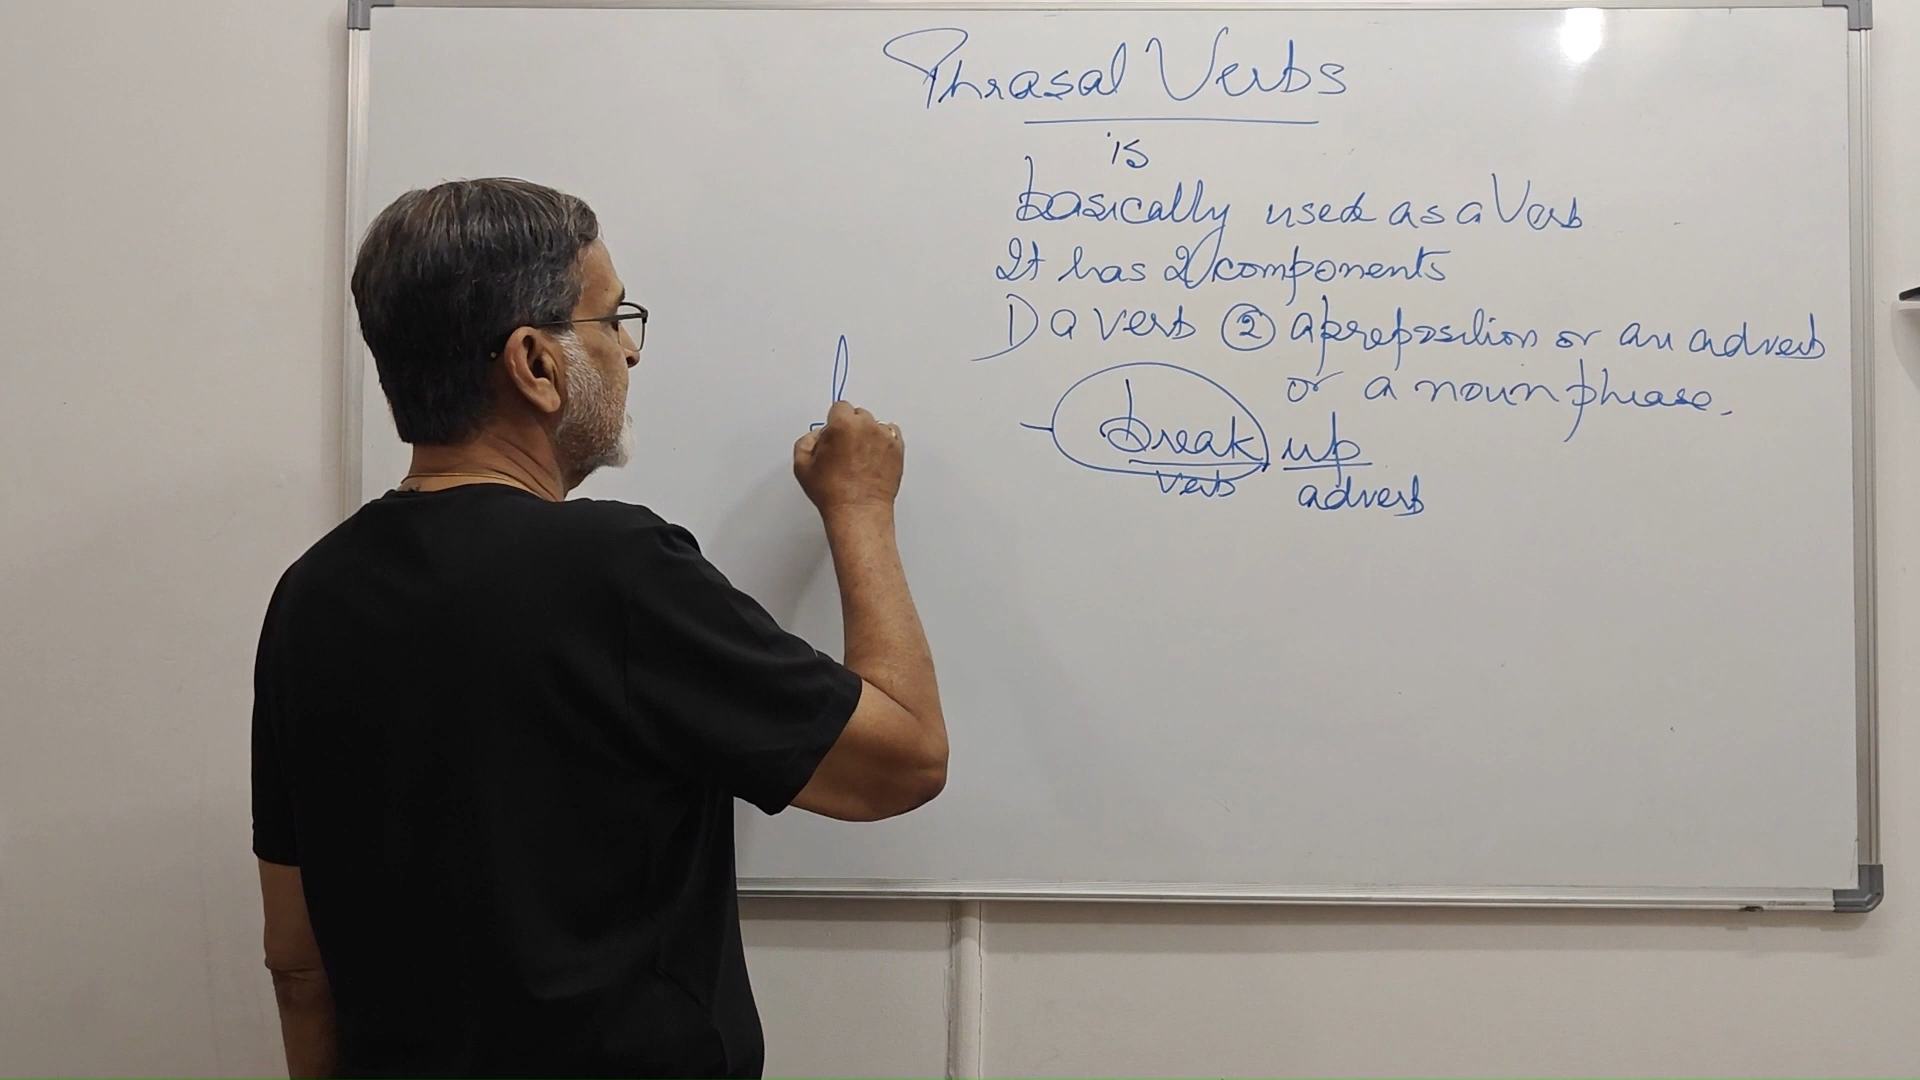 Phrasal Verbs
is
basically used as a Verb
It has 2 components
1) a verb ② a preposition or an adverb
or a noun phrase.
break up
verb adverb